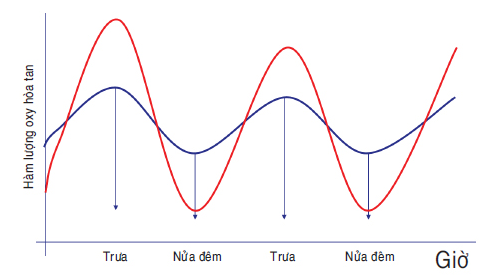 Hàm lượng oxy hòa tan
Trưa
Nửa đêm
Trưa
Nửa đêm
Giờ